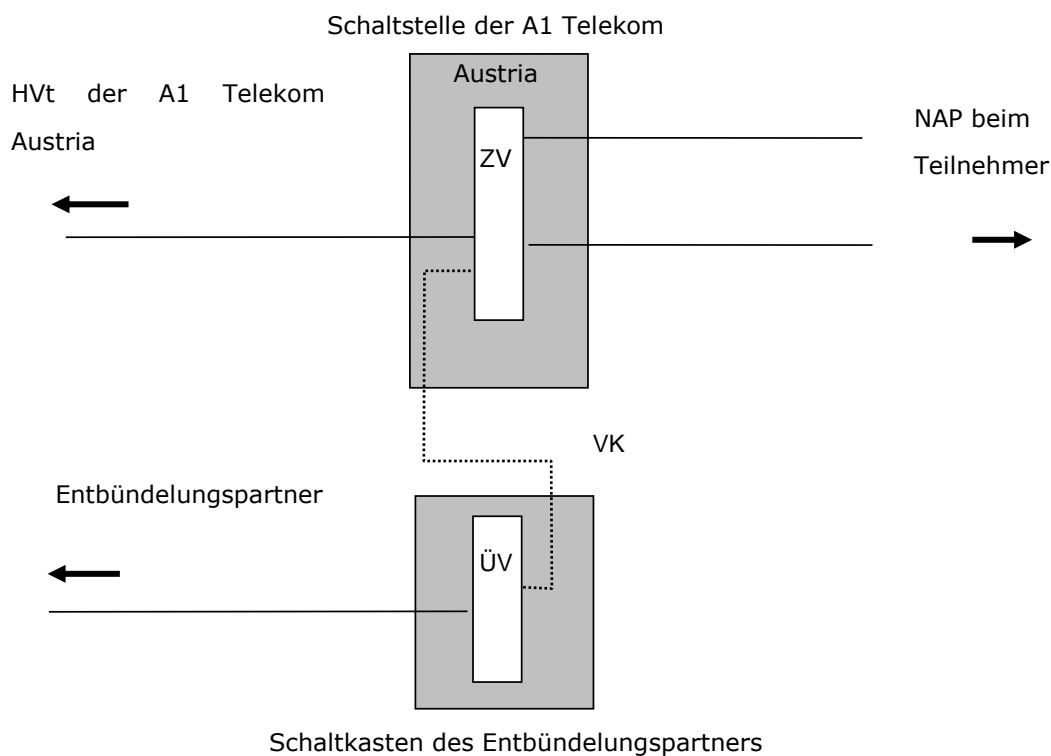 Schaltstelle der A1 Telekom
Austria
HVt der A1 Telekom
Austria
ZV
NAP beim
Teilnehmer
VK
Entbündelungspartner
ÜV
Schaltkasten des Entbündelungspartners